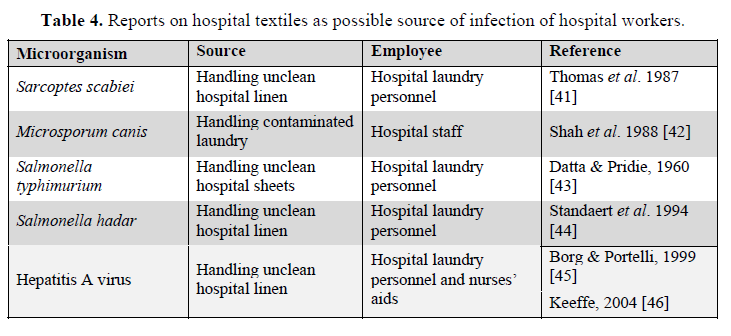 Table 4. Reports on hospital textiles as possible source of infection of hospital workers.
Microorganism Source Employee Reference
Sarcoptes scabiei
Handling unclean
hospital linen
Hospital laundry
personnel
Thomas et al. 1987
[41]
Microsporum canis
Handling contaminated
laundry
Hospital staff
Shah et al. 1988 [42]
Salmonella
typhimurium
Handling unclean
hospital sheets
Hospital laundry
personnel
Datta & Pridie, 1960
[43]
Salmonella hadar
Handling unclean
hospital linen
Hospital laundry
personnel
Standaert et al. 1994
[44]
Hepatitis A virus
Handling unclean
hospital linen
Hospital laundry
personnel and nurses’
aids
Borg & Portelli, 1999
[45]
Keeffe, 2004 [46]